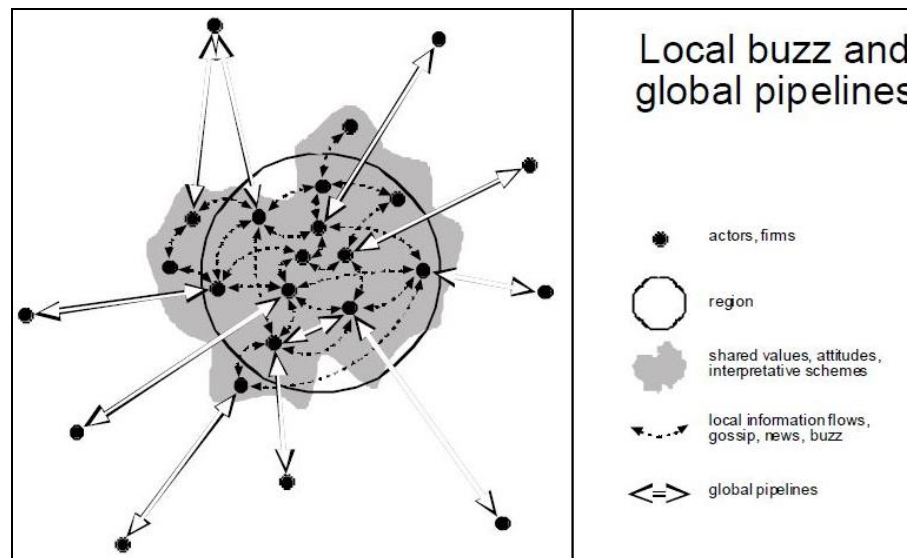 Local buzz and
global pipelines
actors, firms
region
shared values, attitudes,
interpretative schemes
local information flows,
gossip, news, buzz
global pipelines